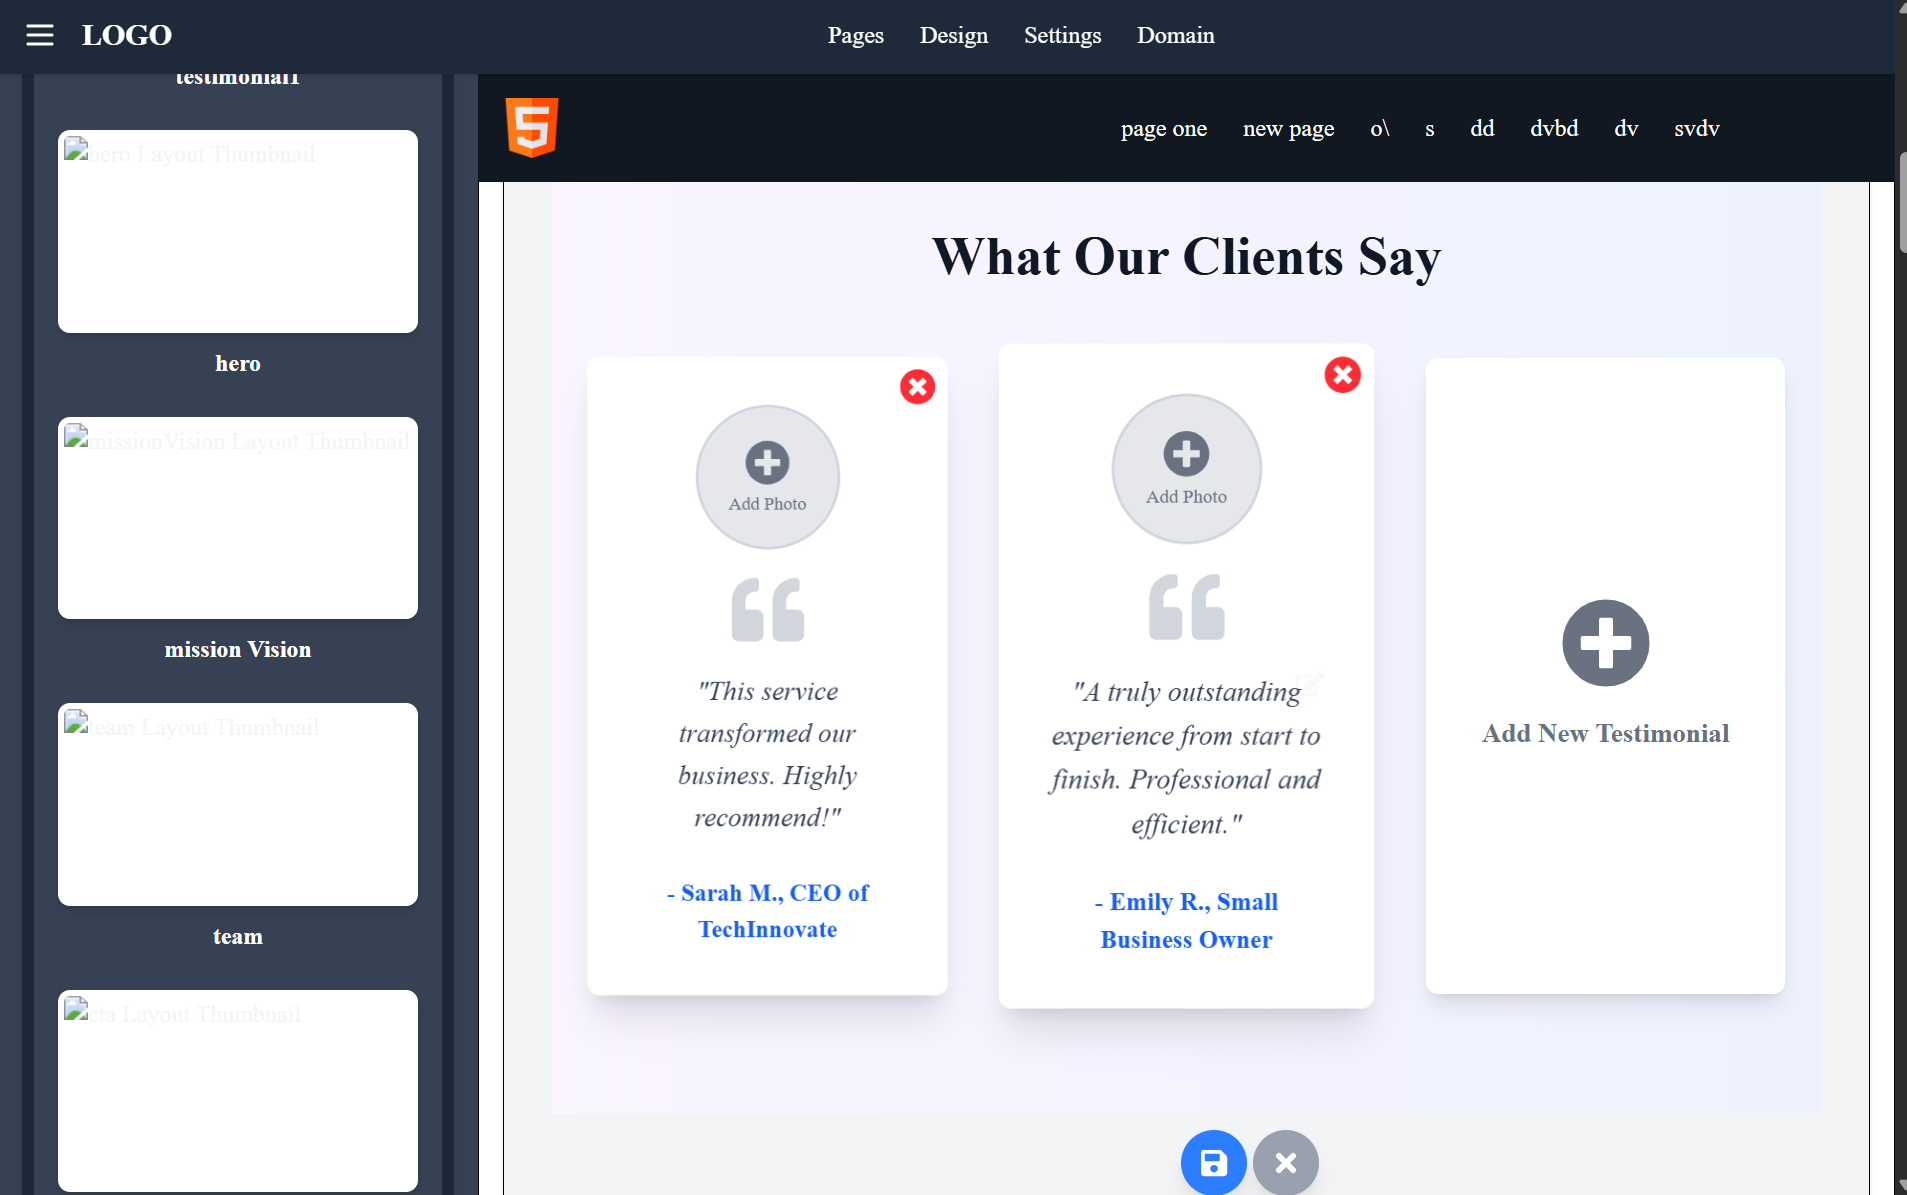 LOGO
Pages Design Settings Domain
testimonial1
hero Layout Thumbnail
hero
missionVision Layout Thumbnail
mission Vision
team Layout Thumbnail
team
cta Layout Thumbnail
page one new page o\ s dd dvbd dv svdv
What Our Clients Say
Add Photo
"This service
transformed our
business. Highly
recommend!"
- Sarah M., CEO of
TechInnovate
Add Photo
"A truly outstanding
experience from start to
finish. Professional and
efficient."
- Emily R., Small
Business Owner
Add New Testimonial